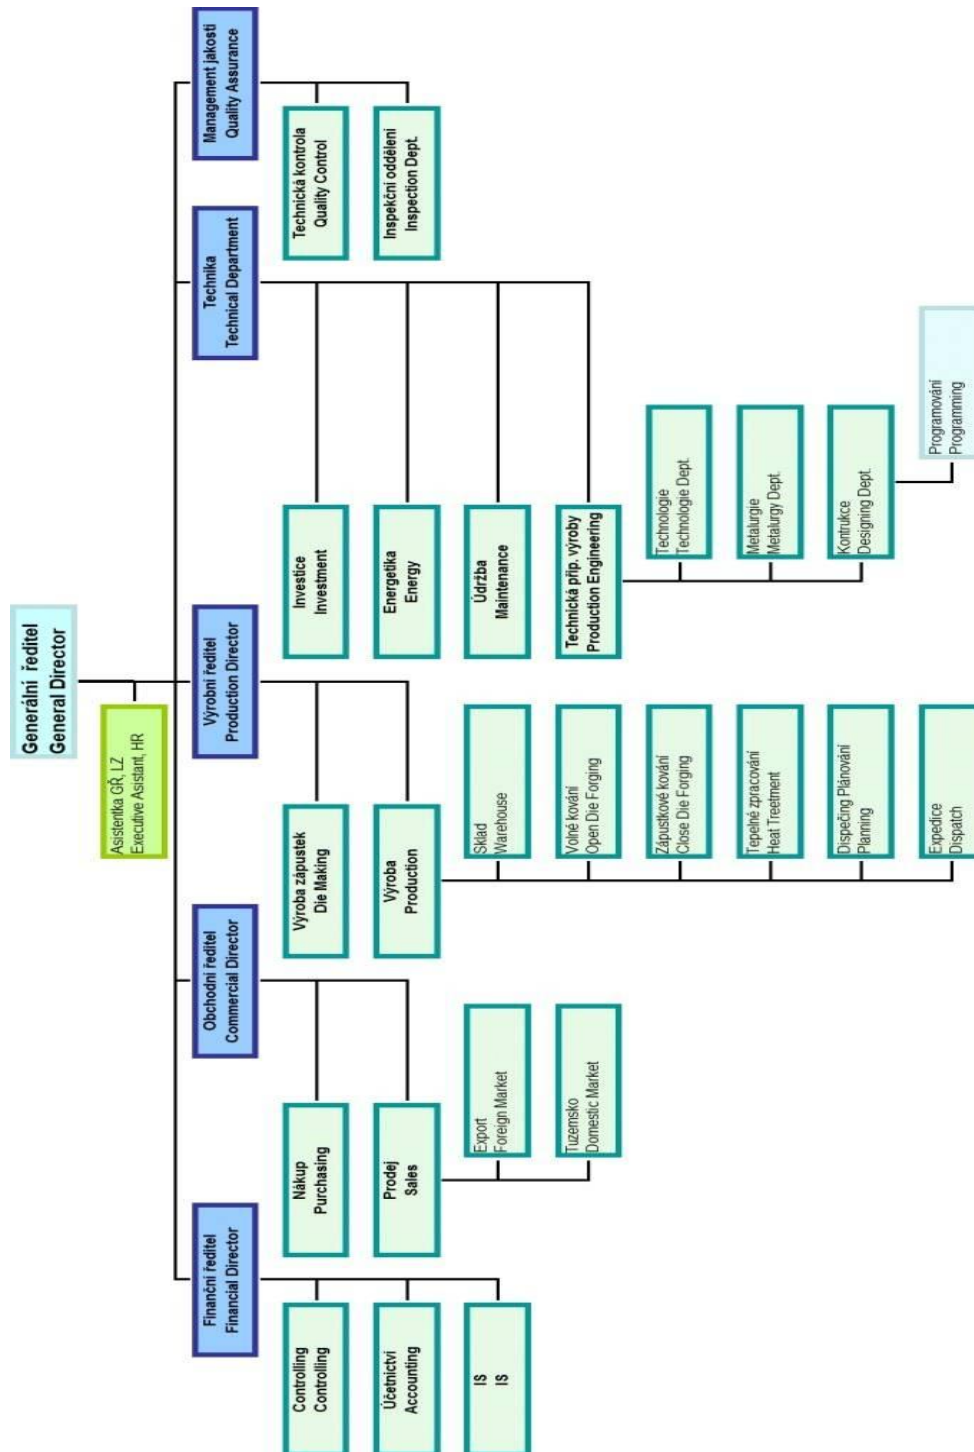 Generální ředitel
General Director
Asistentka GŘ, LZ
Executive Asistant, HR
Finanční ředitel
Financial Director
Obchodní ředitel
Commercial Director
Výrobní ředitel
Production Director
Technika
Technical Department
Management jakosti
Quality Assurance
Controlling
Controlling
Účetnictví
Accounting
IS
IS
Nákup
Purchasing
Prodej
Sales
Export
Foreign Market
Tuzemsko
Domestic Market
Výroba zápustek
Die Making
Výroba
Production
Sklad
Warehouse
Volné kování
Open Die Forging
Zápustkové kování
Close Die Forging
Tepelné zpracování
Heat Treetment
Dispečing Plánování
Planning
Expedice
Dispatch
Investice
Investment
Energetika
Energy
Údržba
Maintenance
Technická příp. výroby
Production Engineering
Technologie
Technologie Dept.
Metalurgie
Metalurgy Dept.
Kontrukce
Designing Dept.
Programování
Programming
Technická kontrola
Quality Control
Inspekční oddělení
Inspection Dept.